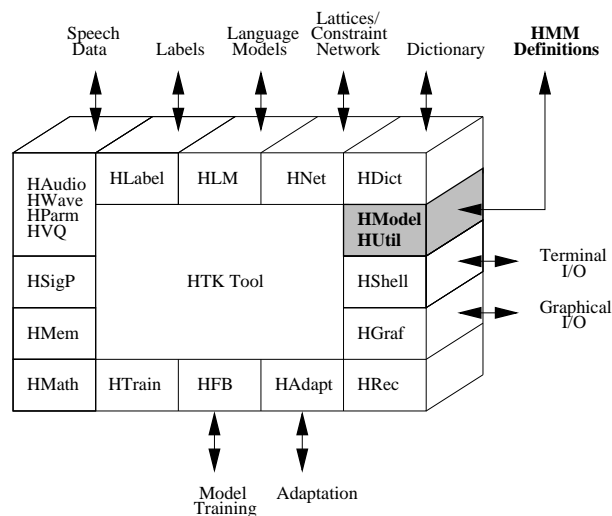 Speech
Data
Labels
Language
Models
Lattices/
Constraint
Network
Dictionary
HMM
Definitions
HAudio
HWave
HParm
HVQ
HLabel
HLM
HNet
HDict
HModel
HUtil
HSigP
HTK Tool
HShell
Terminal
I/O
HMem
HGraf
Graphical
I/O
HMath
HTrain
HFB
HAdapt
HRec
Model
Training
Adaptation